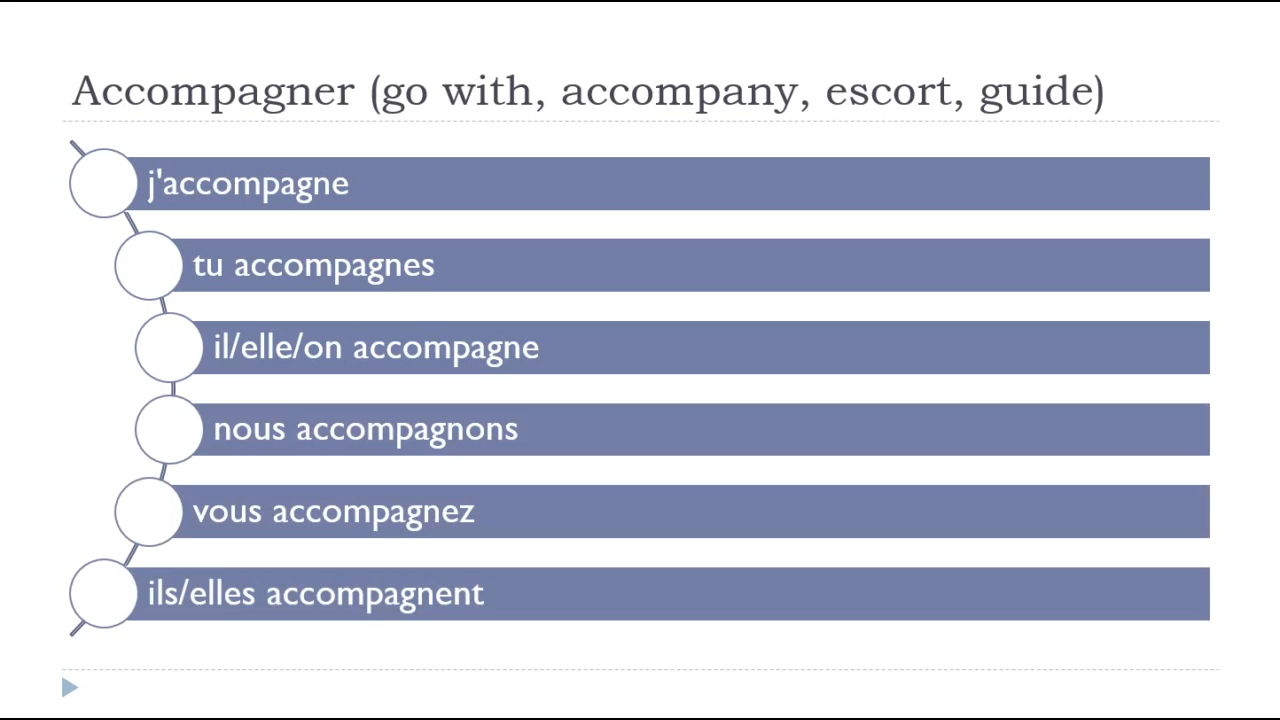 Accompagner (go with, accompany, escort, guide)
j'accompagne
tu accompagnes
il/elle/on accompagne
nous accompagnons
vous accompagnez
ils/elles accompagnent